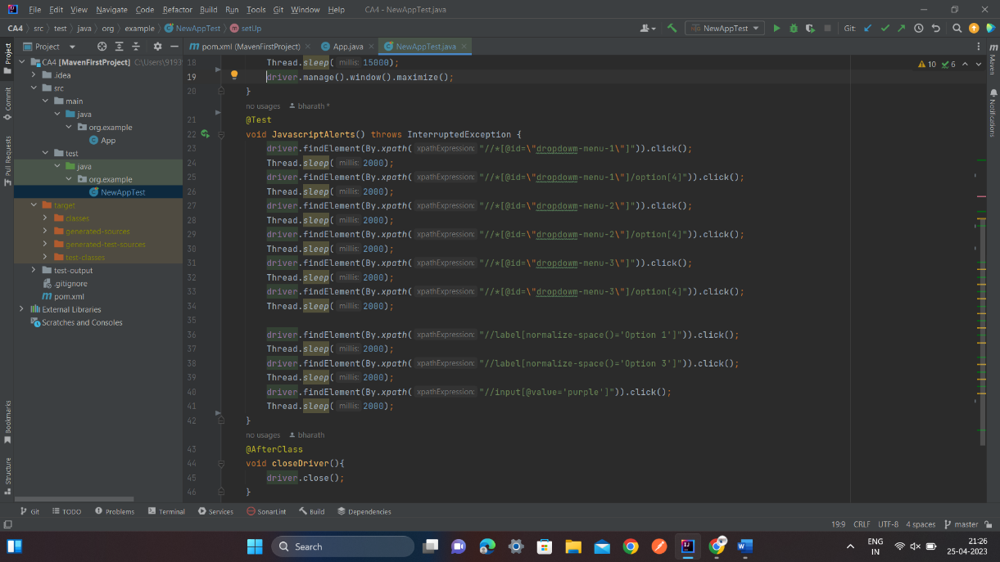 File Edit View Navigate Code Refactor Build Run Tools Git Window Help CA4 - NewAppTest.java
CA4 src test java org example NewAppTest setUp NewAppTest Git:
Project pom.xml (MavenFirstProject) App.java NewAppTest.java
Project
Commit
Pull Requests
Bookmarks
Structure
CA4 [MavenFirstProject] C:\Users\9193
.idea
src
main
java
org.example
App
test
java
org.example
NewAppTest
target
classes
generated-sources
generated-test-sources
test-classes
test-output
.gitignore
pom.xml
External Libraries
Scratches and Consoles
10 6
18 Thread.sleep( millis: 15000);
19 driver.manage().window().maximize();
20 }
no usages bharath *
21 @Test
22 void JavascriptAlerts() throws InterruptedException {
23 driver.findElement(By.xpath( xpathExpression: "//*[@id=\"dropdowm-menu-1\"]")).click();
24 Thread.sleep( millis: 2000);
25 driver.findElement(By.xpath( xpathExpression: "//*[@id=\"dropdowm-menu-1\"]/option[4]")).click();
26 Thread.sleep( millis: 2000);
27 driver.findElement(By.xpath( xpathExpression: "//*[@id=\"dropdowm-menu-2\"]")).click();
28 Thread.sleep( millis: 2000);
29 driver.findElement(By.xpath( xpathExpression: "//*[@id=\"dropdowm-menu-2\"]/option[4]")).click();
30 Thread.sleep( millis: 2000);
31 driver.findElement(By.xpath( xpathExpression: "//*[@id=\"dropdowm-menu-3\"]")).click();
32 Thread.sleep( millis: 2000);
33 driver.findElement(By.xpath( xpathExpression: "//*[@id=\"dropdowm-menu-3\"]/option[4]")).click();
34 Thread.sleep( millis: 2000);
35
36 driver.findElement(By.xpath( xpathExpression: "//label[normalize-space()='Option 1']")).click();
37 Thread.sleep( millis: 2000);
38 driver.findElement(By.xpath( xpathExpression: "//label[normalize-space()='Option 3']")).click();
39 Thread.sleep( millis: 2000);
40 driver.findElement(By.xpath( xpathExpression: "//input[@value='purple']")).click();
41 Thread.sleep( millis: 2000);
42 }
no usages bharath
43 @AfterClass
44 void closeDriver(){
45 driver.close();
46 }
Maven
Notifications
Git TODO Problems Terminal Services SonarLint Build Dependencies
19:9 CRLF UTF-8 4 spaces master
Search
ENG
IN
21:26
25-04-2023